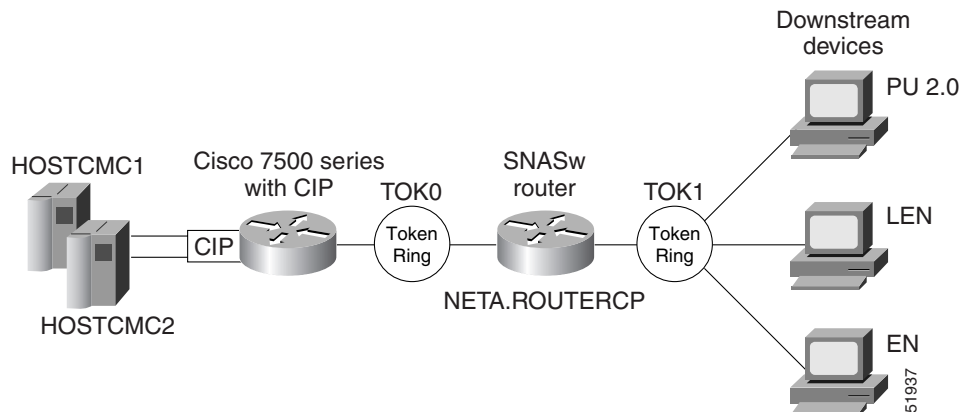 Downstream
devices
PU 2.0
HOSTCMC1
Cisco 7500 series
with CIP
TOK0
SNASw
router
TOK1
LEN
CIP
Token
Ring
Token
Ring
NETA.ROUTERCP
HOSTCMC2
EN
51937